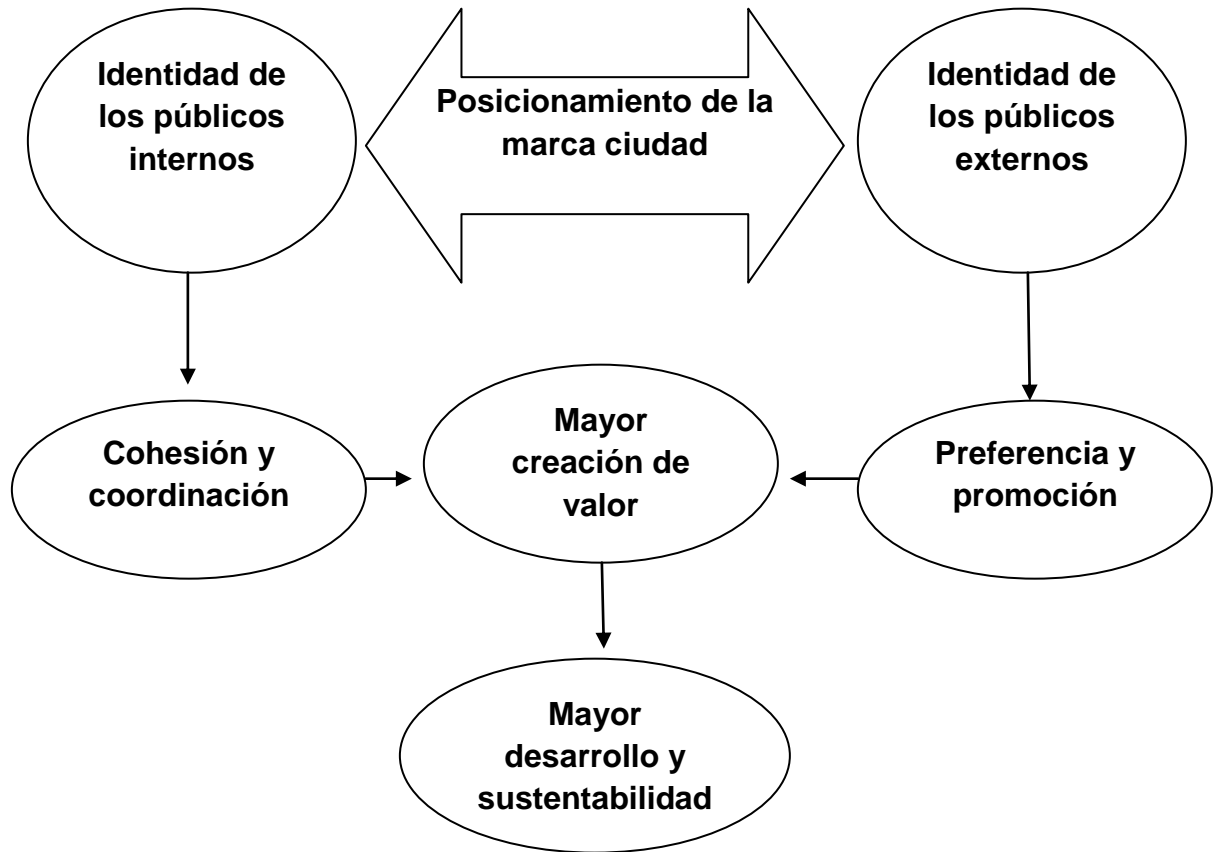 Identidad de
los públicos
internos
Posicionamiento de la
marca ciudad
Identidad de
los públicos
externos
Cohesión y
coordinación
Mayor
creación de
valor
Preferencia y
promoción
Mayor
desarrollo y
sustentabilidad